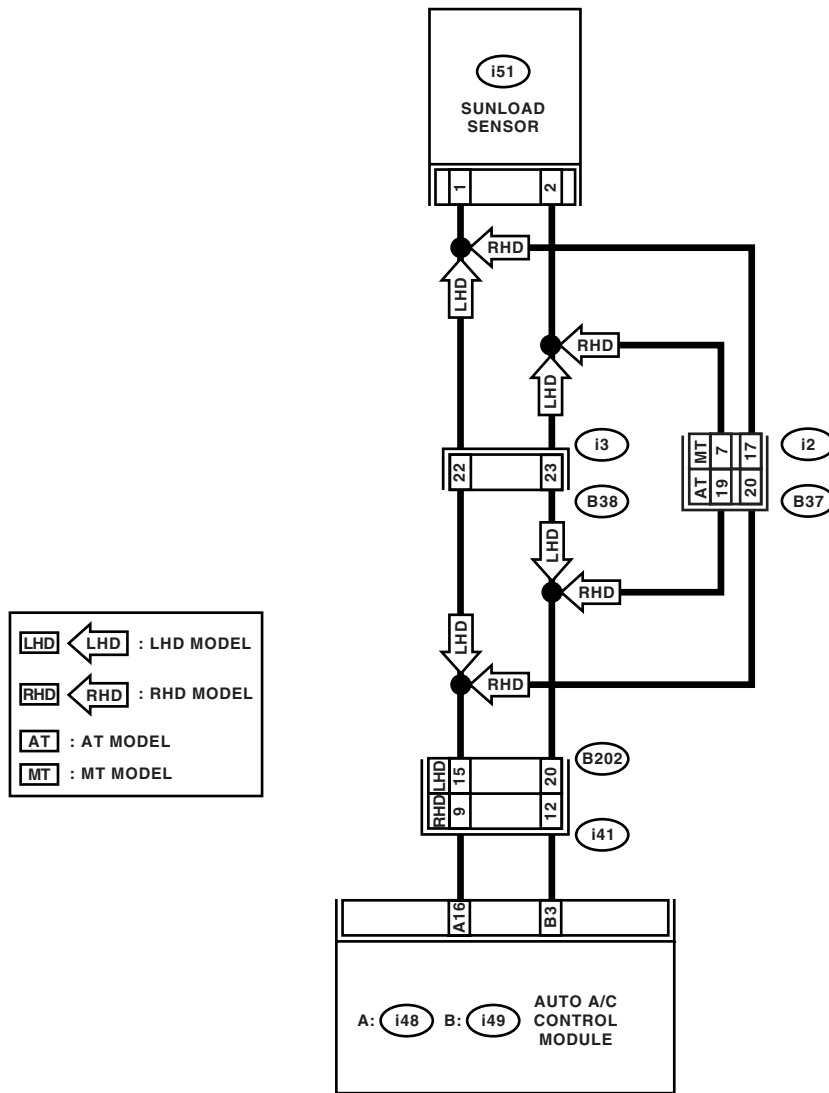 i51
SUNLOAD
SENSOR
1 2
RHD
LHD
RHD
LHD
i3
i2
MT 7 17
22 23
AT 19 20
B38
B37
LHD
RHD
LHD
RHD
LHD LHD : LHD MODEL
RHD RHD : RHD MODEL
AT : AT MODEL
MT : MT MODEL
B202
LHD 15 20
RHD 9 12
i41
A16 B3
A: i48 B: i49
AUTO A/C
CONTROL
MODULE